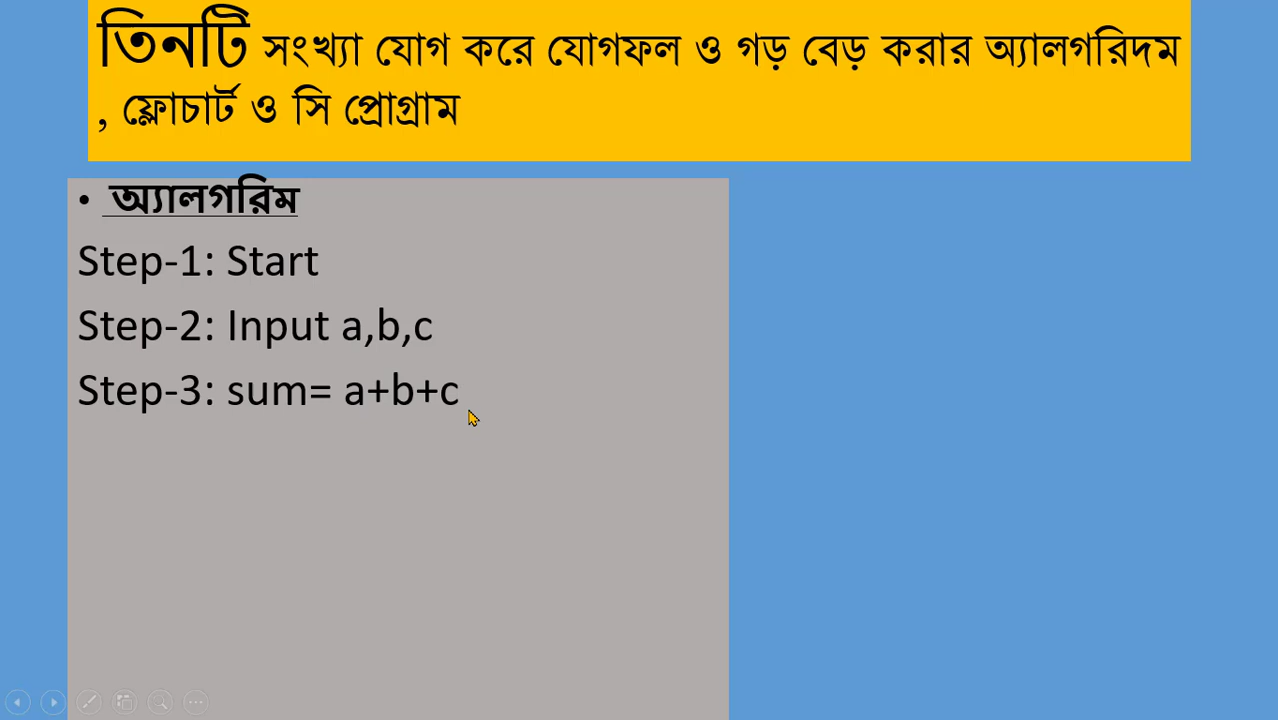 তিনটি সংখ্যা যোগ করে যোগফল ও গড় বেড় করার অ্যালগরিদম
, ফ্লোচার্ট ও সি প্রোগ্রাম
• অ্যালগরিম
Step-1: Start
Step-2: Input a,b,c
Step-3: sum= a+b+c